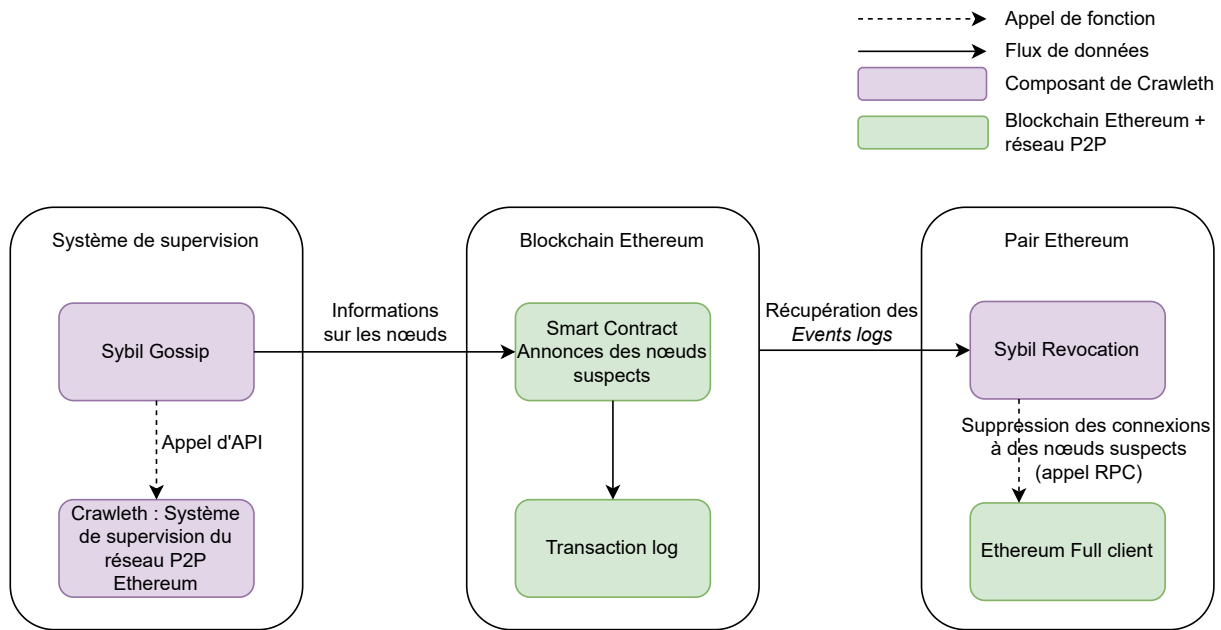 Appel de fonction
Flux de données
Composant de Crawleth
Blockchain Ethereum +
réseau P2P
Système de supervision
Blockchain Ethereum
Pair Ethereum
Sybil Gossip
Informations
sur les nœuds
Smart Contract
Annonces des nœuds
suspects
Récupération des
Events logs
Sybil Revocation
Appel d'API
Suppression des connexions
à des nœuds suspects
(appel RPC)
Crawleth : Système
de supervision du
réseau P2P
Ethereum
Transaction log
Ethereum Full client